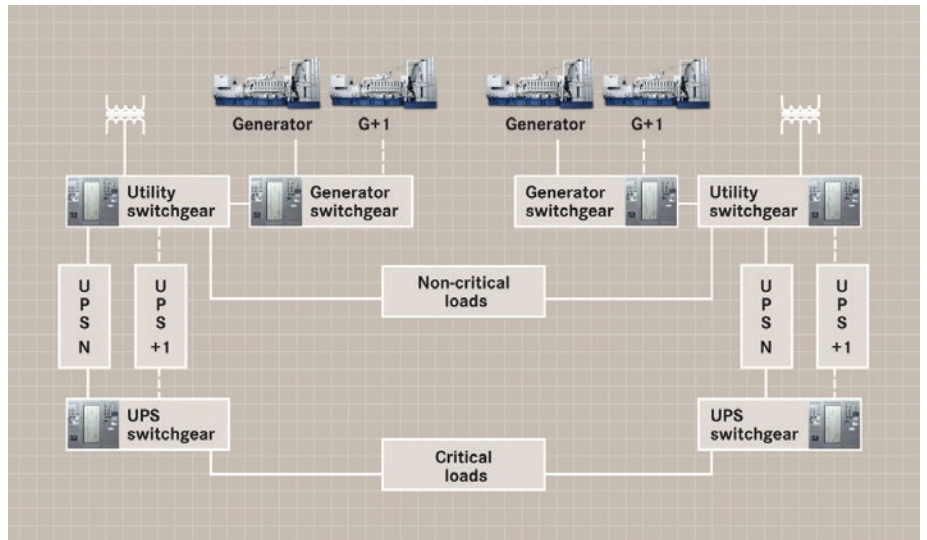 Generator
G+1
Generator
G+1
Utility
switchgear
Generator
switchgear
Generator
switchgear
Utility
switchgear
U
P
S
N
U
P
S
+1
Non-critical
loads
U
P
S
N
U
P
S
+1
UPS
switchgear
UPS
switchgear
Critical
loads